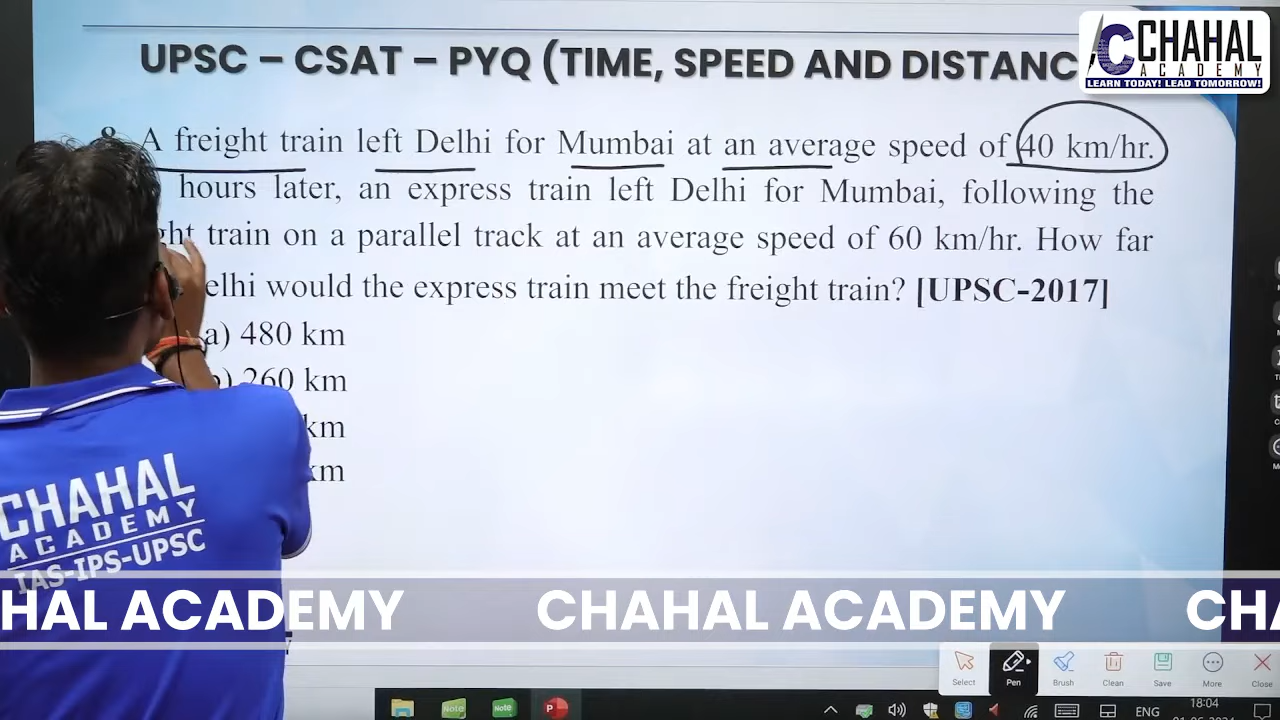 UPSC – CSAT – PYQ (TIME, SPEED AND DISTANC
CHAHAL
ACADEMY
LEARN TODAY! LEAD TOMORROW!
8. A freight train left Delhi for Mumbai at an average speed of 40 km/hr.
hours later, an express train left Delhi for Mumbai, following the
ght train on a parallel track at an average speed of 60 km/hr. How far
elhi would the express train meet the freight train? [UPSC-2017]
a) 480 km
) 260 km
km
km
CHAHAL
ACADEMY
IAS-IPS-UPSC
HAL ACADEMY CHAHAL ACADEMY CHA
Select Pen Brush Clean Save More Close
Note Note ENG 18:04